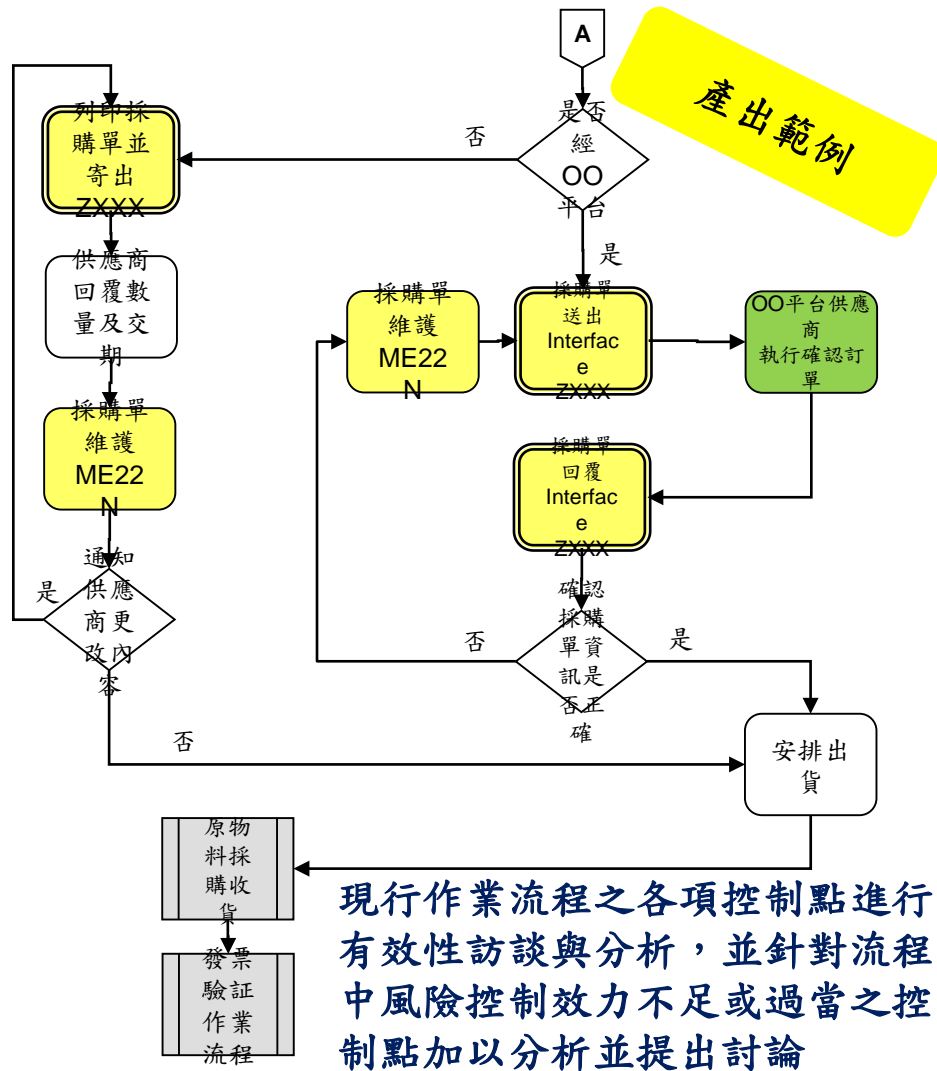 A
產出範例
是否
經
OO
平台
否
是
列印採
購單並
寄出
ZXXX
供應商
回覆數
量及交
期
採購單
維護
ME22
N
通知
供應
商更
改內
容
是
否
採購單
維護
ME22
N
採購單
送出
Interfac
e
ZXXX
OO平台供應
商
執行確認訂
單
採購單
回覆
Interfac
e
ZXXX
確認
採購
單資
訊是
否正
確
否
是
安排出
貨
原物
料採
購收
貨
發票
驗証
作業
流程
現行作業流程之各項控制點進行
有效性訪談與分析，並針對流程
中風險控制效力不足或過當之控
制點加以分析並提出討論